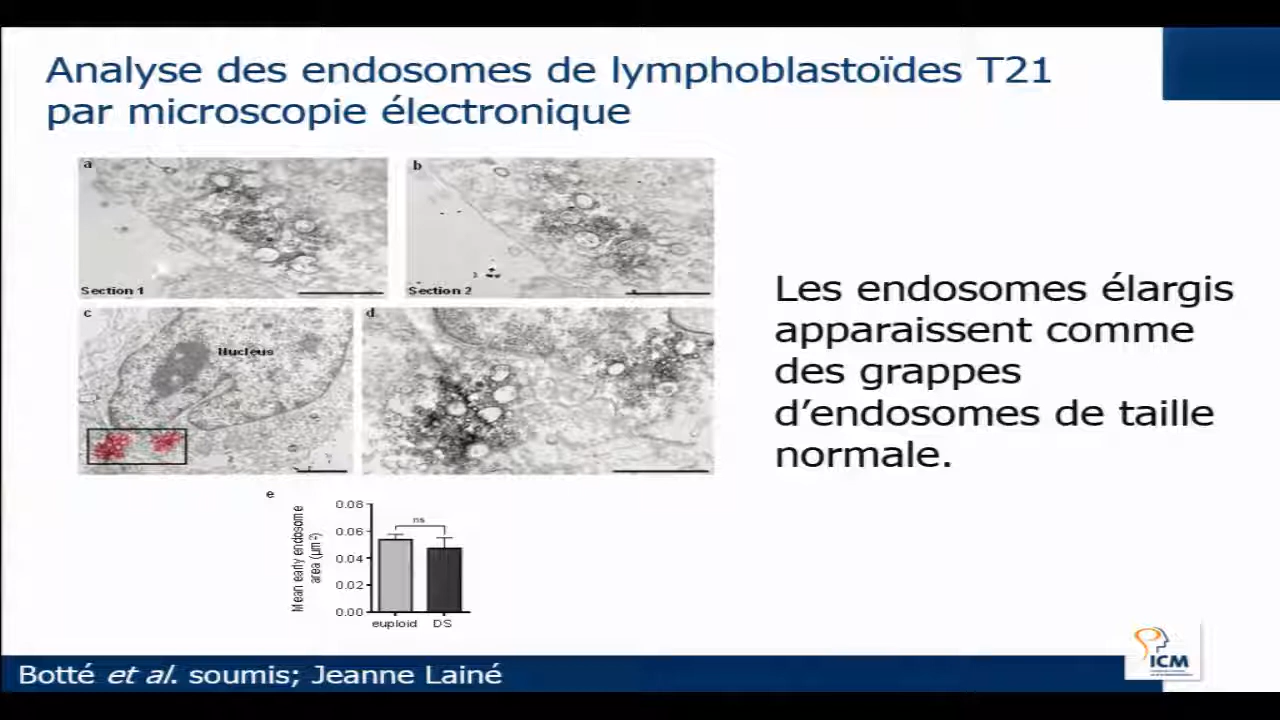 Analyse des endosomes de lymphoblastoïdes T21
par microscopie électronique
a
b
Section 1
Section 2
c
d
Nucleus
e
Mean early endosome
area (µm²)
0.08
0.06
0.04
0.02
0.00
ns
euploid
DS
Les endosomes élargis
apparaissent comme
des grappes
d’endosomes de taille
normale.
Botté et al. soumis; Jeanne Lainé
ICM